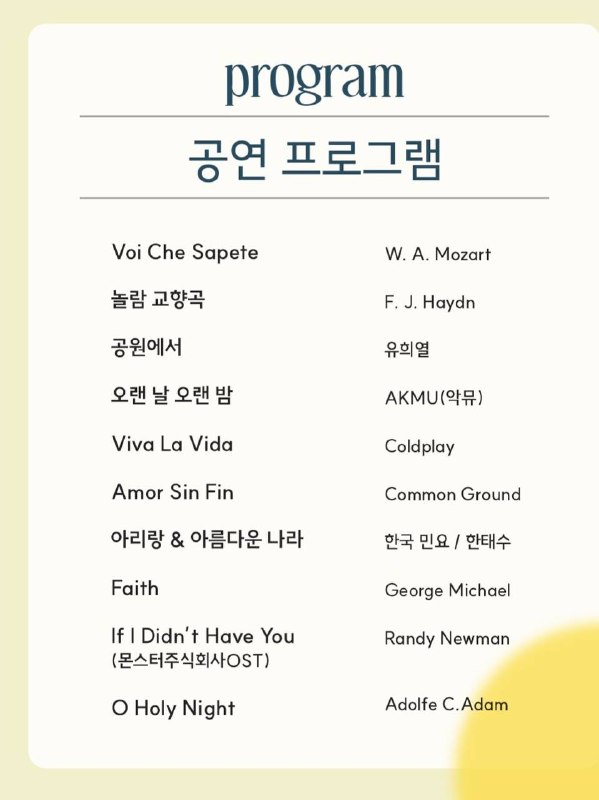 program
공연 프로그램
Voi Che Sapete W. A. Mozart
놀람 교향곡 F. J. Haydn
공원에서 유희열
오랜 날 오랜 밤 AKMU(악뮤)
Viva La Vida Coldplay
Amor Sin Fin Common Ground
아리랑 & 아름다운 나라 한국 민요 / 한태수
Faith George Michael
If I Didn't Have You Randy Newman
(몬스터주식회사OST)
O Holy Night Adolfe C.Adam